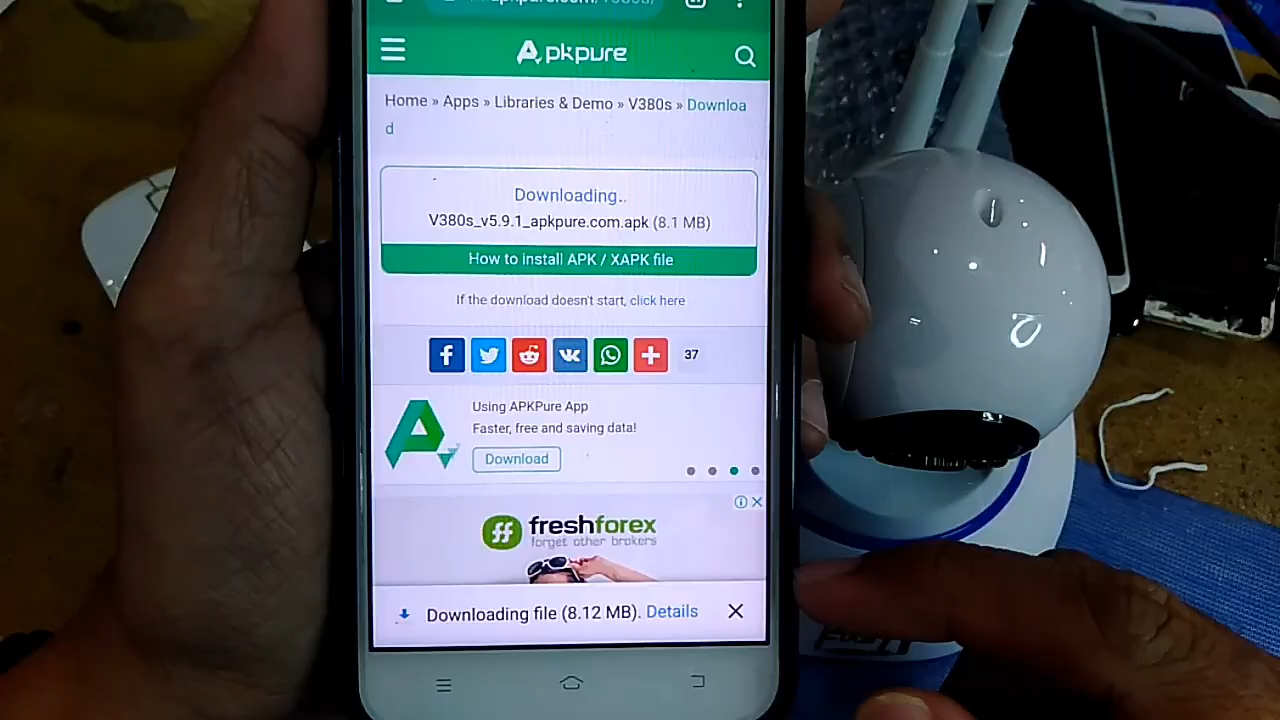 Apkpure
Home » Apps » Libraries & Demo » V380s » Downloa
d
Downloading..
V380s_v5.9.1_apkpure.com.apk (8.1 MB)
How to install APK / XAPK file
If the download doesn't start, click here
37
Using APKPure App
Faster, free and saving data!
Download
freshforex
forget other brokers
Downloading file (8.12 MB). Details